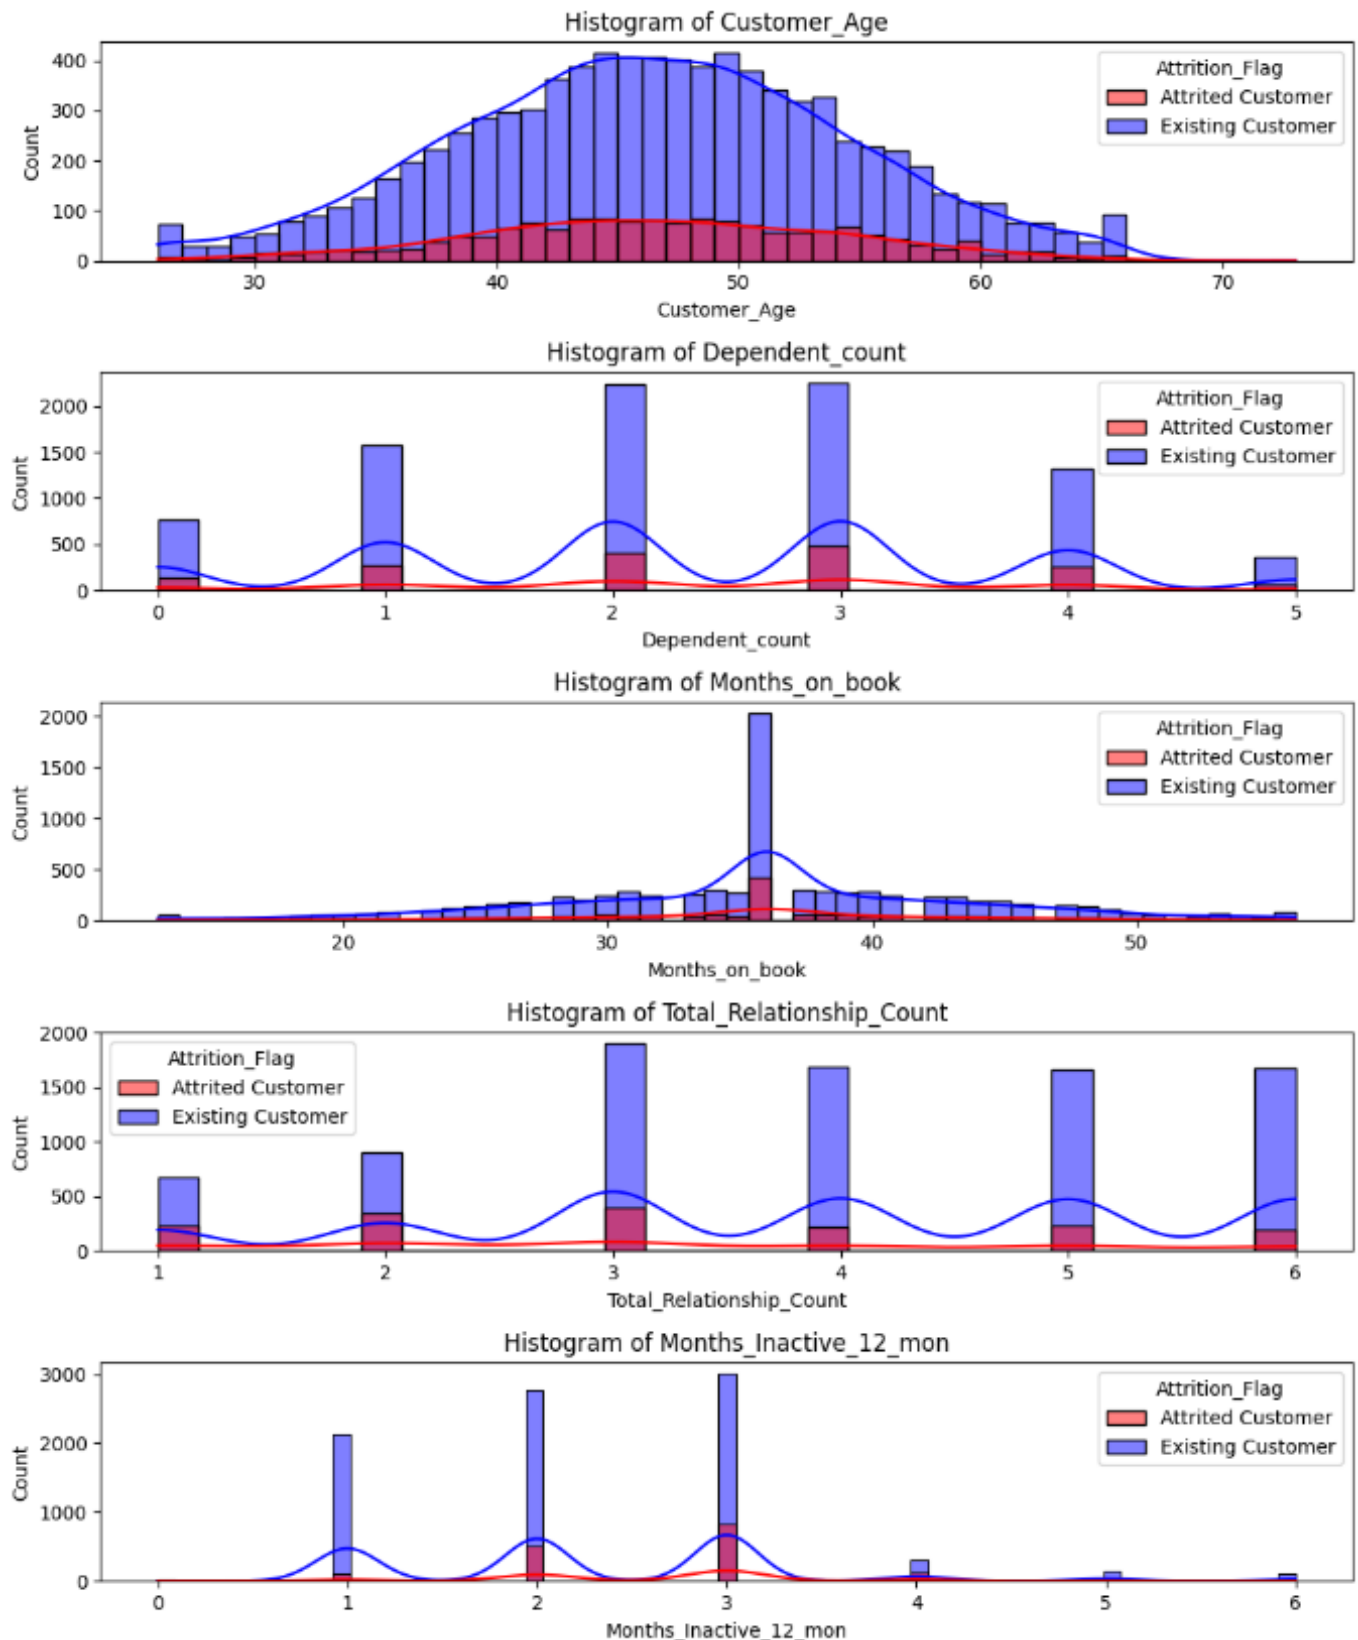 Histogram of Customer_Age
400
300
200
100
0
Count
Attrition_Flag
Attrited Customer
Existing Customer
30 40 50 60 70
Customer_Age
Histogram of Dependent_count
2000
1500
1000
500
0
Count
Attrition_Flag
Attrited Customer
Existing Customer
0 1 2 3 4 5
Dependent_count
Histogram of Months_on_book
2000
1500
1000
500
0
Count
Attrition_Flag
Attrited Customer
Existing Customer
20 30 40 50
Months_on_book
Histogram of Total_Relationship_Count
2000
1500
1000
500
0
Count
Attrition_Flag
Attrited Customer
Existing Customer
1 2 3 4 5 6
Total_Relationship_Count
Histogram of Months_Inactive_12_mon
3000
2000
1000
0
Count
Attrition_Flag
Attrited Customer
Existing Customer
0 1 2 3 4 5 6
Months_Inactive_12_mon